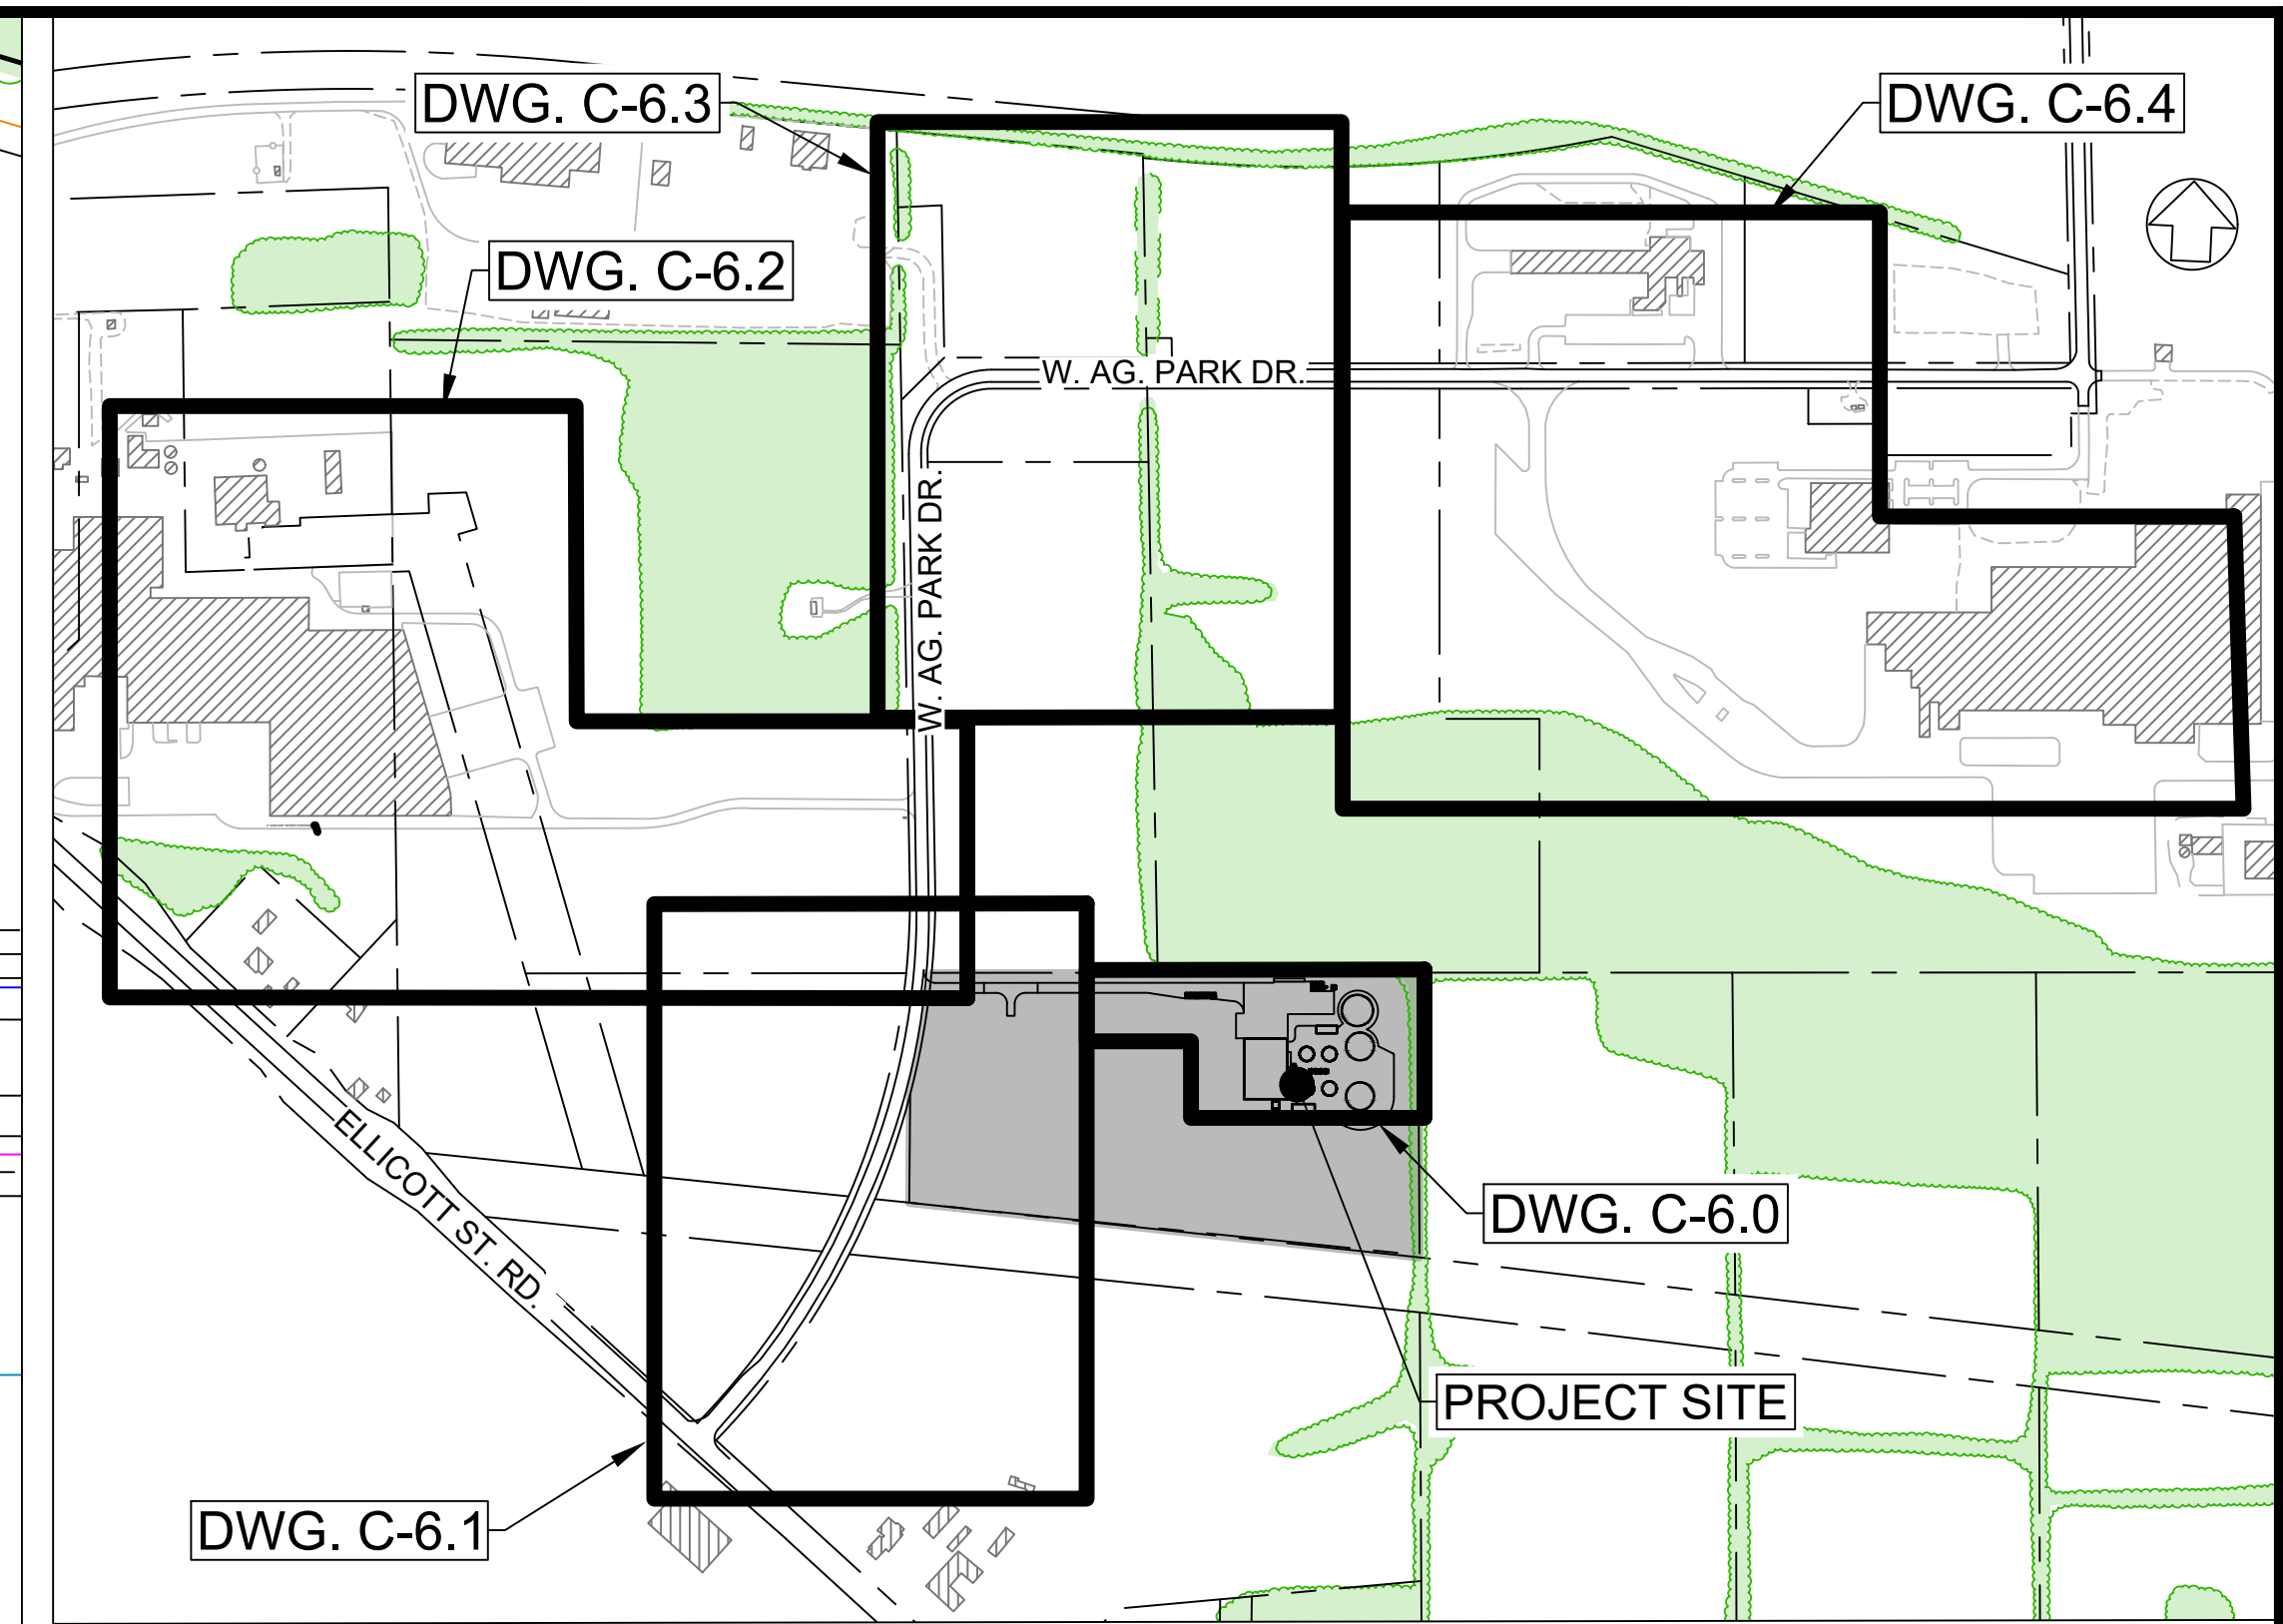 DWG. C-6.3
DWG. C-6.4
DWG. C-6.2
W. AG. PARK DR.
W. AG. PARK DR.
DWG. C-6.0
ELLICOTT ST. RD.
PROJECT SITE
DWG. C-6.1